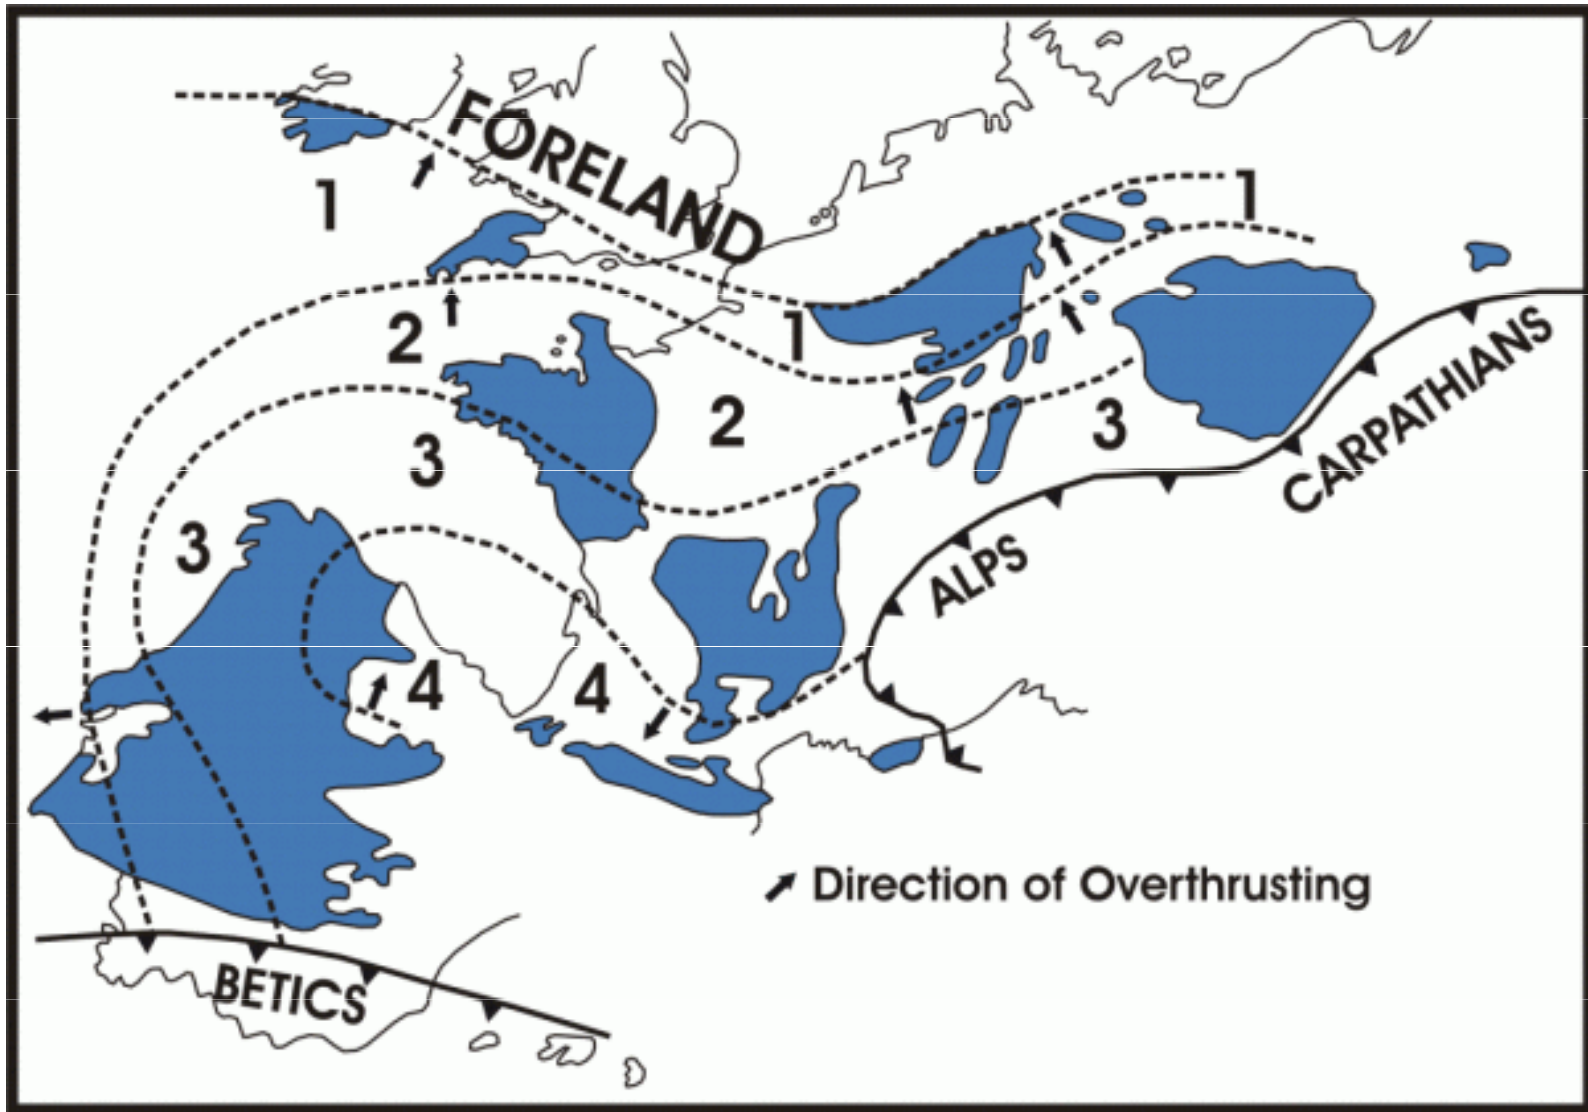 FORELAND
1
1
2
1
2
3
3
3
CARPATHIANS
ALPS
4
4
Direction of Overthrusting
BETICS